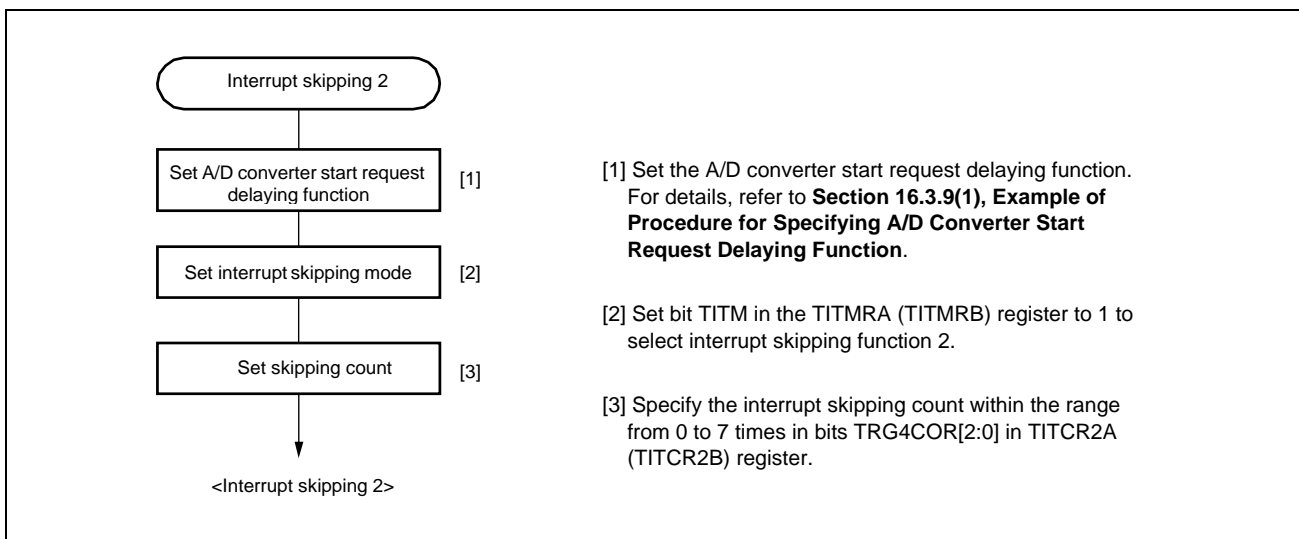 Interrupt skipping 2
Set A/D converter start request
delaying function
[1]
Set interrupt skipping mode
[2]
Set skipping count
[3]
<Interrupt skipping 2>
[1] Set the A/D converter start request delaying function.
For details, refer to Section 16.3.9(1), Example of
Procedure for Specifying A/D Converter Start
Request Delaying Function.
[2] Set bit TITM in the TITMRA (TITMRB) register to 1 to
select interrupt skipping function 2.
[3] Specify the interrupt skipping count within the range
from 0 to 7 times in bits TRG4COR[2:0] in TITCR2A
(TITCR2B) register.